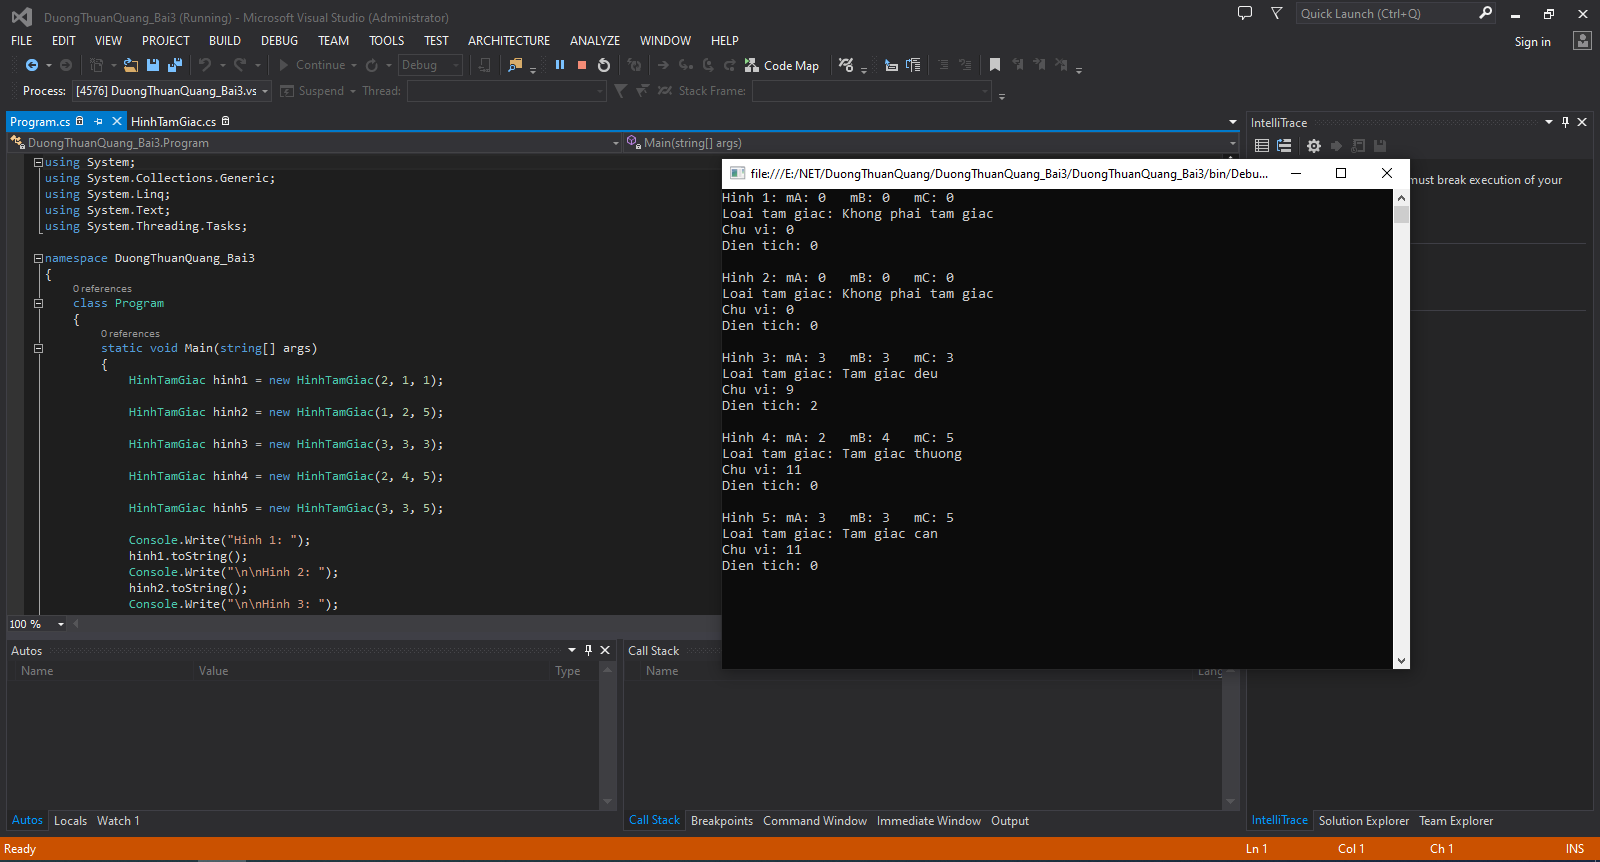 DuongThuanQuang_Bai3 (Running) - Microsoft Visual Studio (Administrator)
Quick Launch (Ctrl+Q)
FILE EDIT VIEW PROJECT BUILD DEBUG TEAM TOOLS TEST ARCHITECTURE ANALYZE WINDOW HELP
Sign in
Continue Debug Code Map
Process: [4576] DuongThuanQuang_Bai3.vs Suspend Thread: Stack Frame:
Program.cs HinhTamGiac.cs
DuongThuanQuang_Bai3.Program Main(string[] args)
using System;
using System.Collections.Generic;
using System.Linq;
using System.Text;
using System.Threading.Tasks;
namespace DuongThuanQuang_Bai3
{
0 references
class Program
{
0 references
static void Main(string[] args)
{
HinhTamGiac hinh1 = new HinhTamGiac(2, 1, 1);
HinhTamGiac hinh2 = new HinhTamGiac(1, 2, 5);
HinhTamGiac hinh3 = new HinhTamGiac(3, 3, 3);
HinhTamGiac hinh4 = new HinhTamGiac(2, 4, 5);
HinhTamGiac hinh5 = new HinhTamGiac(3, 3, 5);
Console.Write("Hinh 1: ");
hinh1.toString();
Console.Write("\n\nHinh 2: ");
hinh2.toString();
Console.Write("\n\nHinh 3: ");
100 %
file:///E:/NET/DuongThuanQuang/DuongThuanQuang_Bai3/DuongThuanQuang_Bai3/bin/Debu...
Hinh 1: mA: 0 mB: 0 mC: 0
Loai tam giac: Khong phai tam giac
Chu vi: 0
Dien tich: 0
Hinh 2: mA: 0 mB: 0 mC: 0
Loai tam giac: Khong phai tam giac
Chu vi: 0
Dien tich: 0
Hinh 3: mA: 3 mB: 3 mC: 3
Loai tam giac: Tam giac deu
Chu vi: 9
Dien tich: 2
Hinh 4: mA: 2 mB: 4 mC: 5
Loai tam giac: Tam giac thuong
Chu vi: 11
Dien tich: 0
Hinh 5: mA: 3 mB: 3 mC: 5
Loai tam giac: Tam giac can
Chu vi: 11
Dien tich: 0
IntelliTrace
must break execution of your
Autos
Name Value Type
Call Stack
Name Lang
Autos Locals Watch 1
Call Stack Breakpoints Command Window Immediate Window Output
IntelliTrace Solution Explorer Team Explorer
Ready Ln 1 Col 1 Ch 1 INS